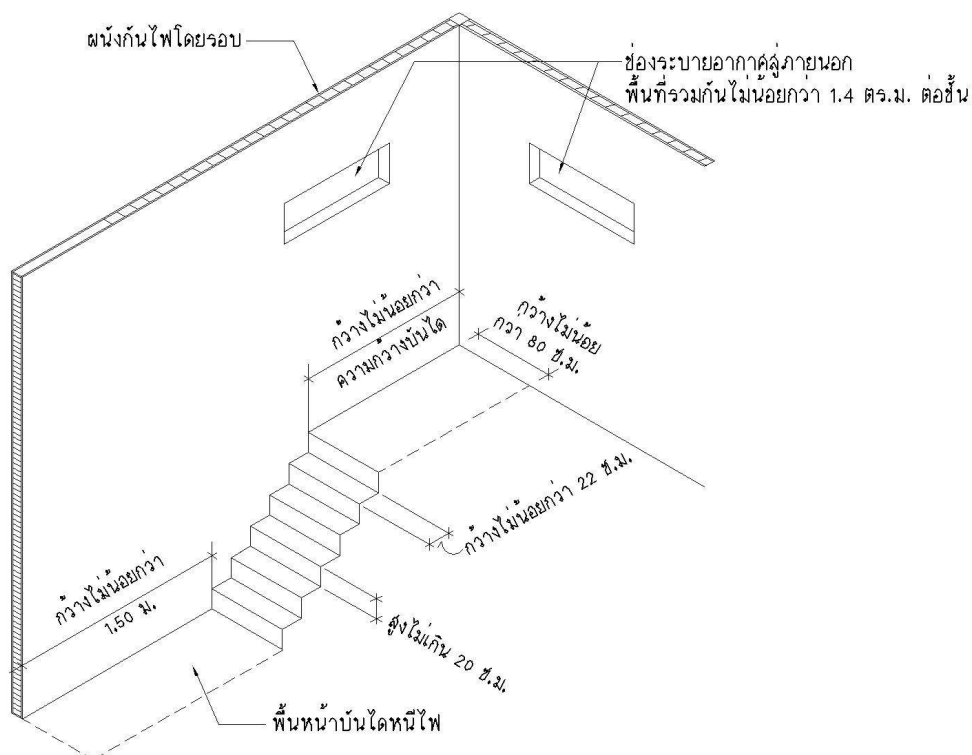 ผนังกันไฟโดยรอบ
ช่องระบายอากาศสู่ภายนอก
พื้นที่รวมกันไม่น้อยกว่า 1.4 ตร.ม. ต่อชั้น
กว้างไม่น้อยกว่า
ความกว้างบันได
กว้างไม่น้อย
กว่า 80 ซ.ม.
กว้างไม่น้อยกว่า 22 ซ.ม.
กว้างไม่น้อยกว่า
1.50 ม.
สูงไม่เกิน 20 ซ.ม.
พื้นหน้าบันไดหนีไฟ